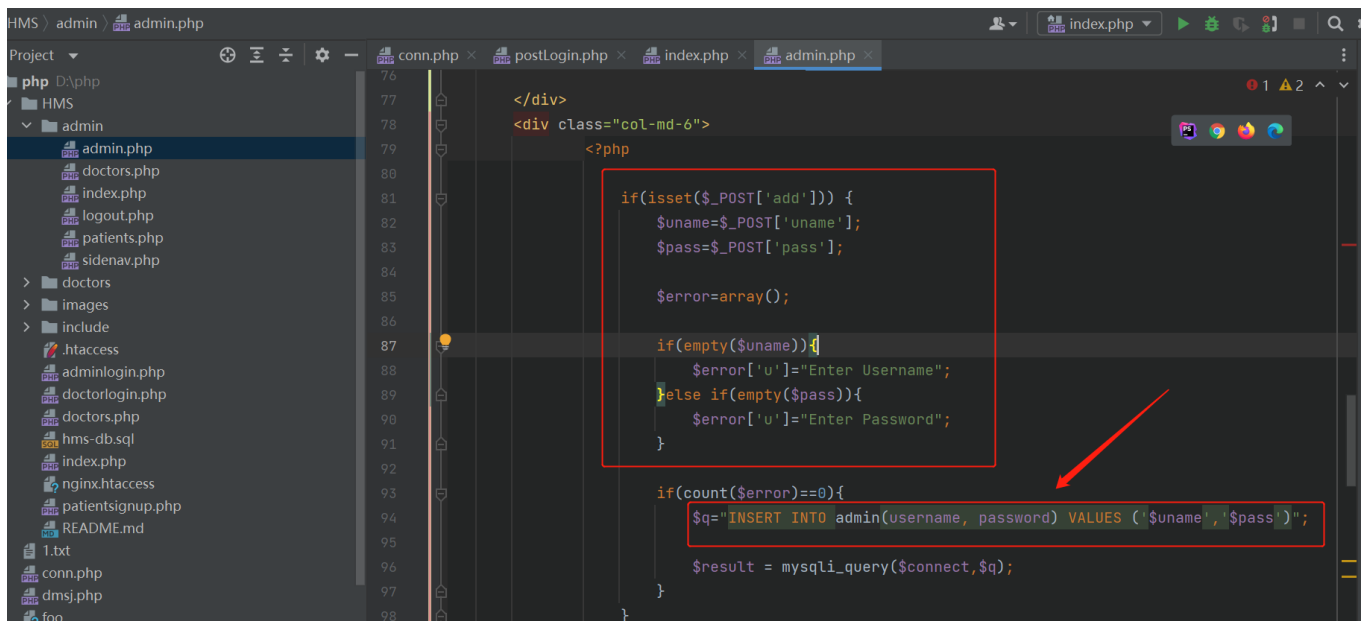 HMS 〉 admin 〉 admin.php
index.php
Project
conn.php × postLogin.php × index.php × admin.php ×
php D:\php
HMS
admin
admin.php
doctors.php
index.php
logout.php
patients.php
sidenav.php
doctors
images
include
.htaccess
adminlogin.php
doctorlogin.php
doctors.php
hms-db.sql
index.php
nginx.htaccess
patientsignup.php
README.md
1.txt
conn.php
dmsj.php
foo
1 2
76
77 </div>
78 <div class="col-md-6">
79 <?php
80
81 if(isset($_POST['add'])) {
82 $uname=$_POST['uname'];
83 $pass=$_POST['pass'];
84
85 $error=array();
86
87 if(empty($uname)){
88 $error['u']="Enter Username";
89 }else if(empty($pass)){
90 $error['u']="Enter Password";
91 }
92
93 if(count($error)==0){
94 $q="INSERT INTO admin(username, password) VALUES ('$uname','$pass')";
95
96 $result = mysqli_query($connect,$q);
97 }
98 }